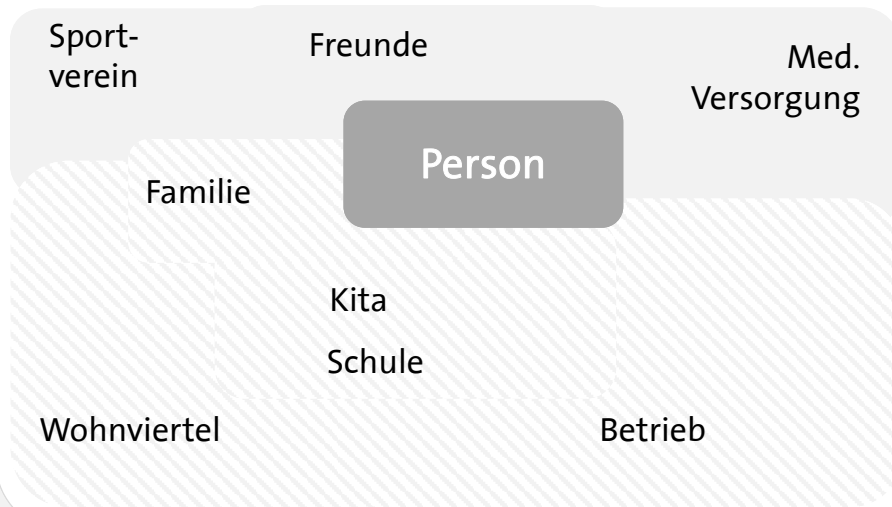 Sport-
verein
Freunde
Med.
Versorgung
Person
Familie
Kita
Schule
Wohnviertel
Betrieb